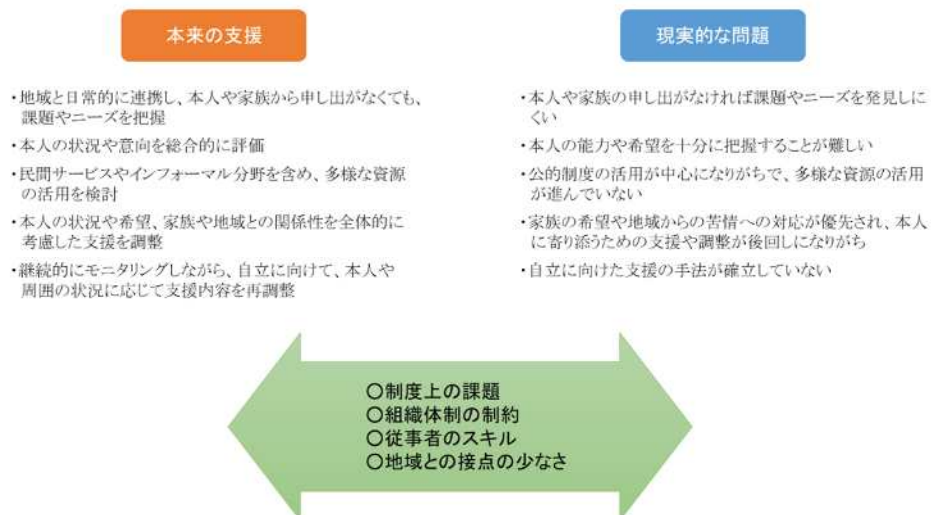 本来の支援
・地域と日常的に連携し、本人や家族から申し出がなくても、
課題やニーズを把握
・本人の状況や意向を総合的に評価
・民間サービスやインフォーマル分野を含め、多様な資源
の活用を検討
・本人の状況や希望、家族や地域との関係性を全体的に
考慮した支援を調整
・継続的にモニタリングしながら、自立に向けて、本人や
周囲の状況に応じて支援内容を再調整
現実的な問題
・本人や家族の申し出がなければ課題やニーズを発見しに
くい
・本人の能力や希望を十分に把握することが難しい
・公的制度の活用が中心になりがちで、多様な資源の活用
が進んでいない
・家族の希望や地域からの苦情への対応が優先され、本人
に寄り添うための支援や調整が後回しになりがち
・自立に向けた支援の手法が確立していない
〇制度上の課題
〇組織体制の制約
〇従事者のスキル
〇地域との接点の少なさ